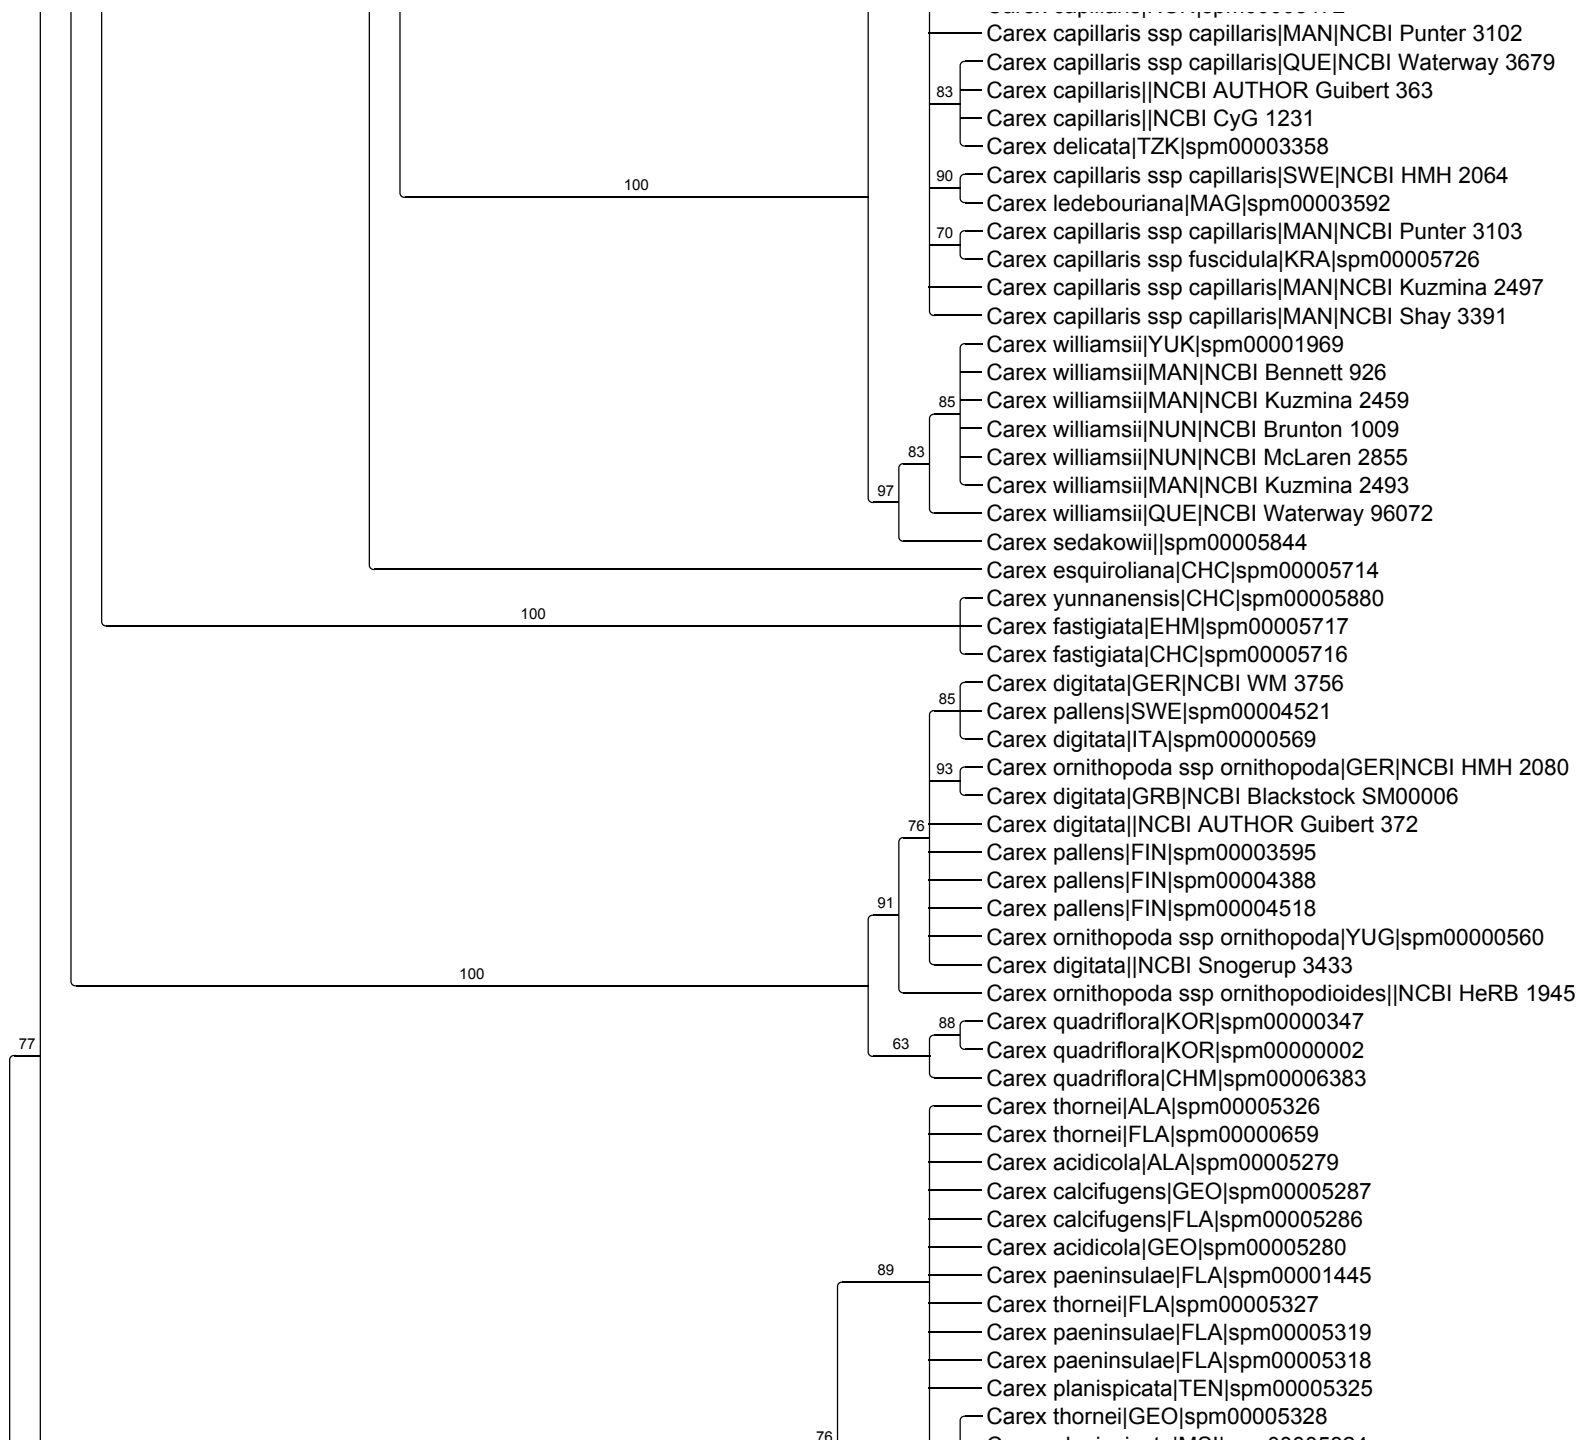 Carex capillaris ssp capillaris|MAN|NCBI Punter 3102
Carex capillaris ssp capillaris|QUE|NCBI Waterway 3679
83
Carex capillaris||NCBI AUTHOR Guibert 363
Carex capillaris||NCBI CyG 1231
Carex delicata|TZK|spm00003358
90
Carex capillaris ssp capillaris|SWE|NCBI HMH 2064
100
Carex ledebouriana|MAG|spm00003592
70
Carex capillaris ssp capillaris|MAN|NCBI Punter 3103
Carex capillaris ssp fuscidula|KRA|spm00005726
Carex capillaris ssp capillaris|MAN|NCBI Kuzmina 2497
Carex capillaris ssp capillaris|MAN|NCBI Shay 3391
Carex williamsii|YUK|spm00001969
Carex williamsii|MAN|NCBI Bennett 926
85
Carex williamsii|MAN|NCBI Kuzmina 2459
Carex williamsii|NUN|NCBI Brunton 1009
83
Carex williamsii|NUN|NCBI McLaren 2855
97
Carex williamsii|MAN|NCBI Kuzmina 2493
Carex williamsii|QUE|NCBI Waterway 96072
Carex sedakowii||spm00005844
Carex esquiroliana|CHC|spm00005714
Carex yunnanensis|CHC|spm00005880
100
Carex fastigiata|EHM|spm00005717
Carex fastigiata|CHC|spm00005716
Carex digitata|GER|NCBI WM 3756
85
Carex pallens|SWE|spm00004521
Carex digitata|ITA|spm00000569
93
Carex ornithopoda ssp ornithopoda|GER|NCBI HMH 2080
Carex digitata|GRB|NCBI Blackstock SM00006
76
Carex digitata||NCBI AUTHOR Guibert 372
Carex pallens|FIN|spm00003595
Carex pallens|FIN|spm00004388
91
Carex pallens|FIN|spm00004518
Carex ornithopoda ssp ornithopoda|YUG|spm00000560
Carex digitata||NCBI Snogerup 3433
100
Carex ornithopoda ssp ornithopodioides||NCBI HeRB 1945
88
Carex quadriflora|KOR|spm00000347
77
63
Carex quadriflora|KOR|spm00000002
Carex quadriflora|CHM|spm00006383
Carex thornei|ALA|spm00005326
Carex thornei|FLA|spm00000659
Carex acidicola|ALA|spm00005279
Carex calcifugens|GEO|spm00005287
Carex calcifugens|FLA|spm00005286
Carex acidicola|GEO|spm00005280
89
Carex paeninsulae|FLA|spm00001445
Carex thornei|FLA|spm00005327
Carex paeninsulae|FLA|spm00005319
Carex paeninsulae|FLA|spm00005318
Carex planispicata|TEN|spm00005325
Carex thornei|GEO|spm00005328
76